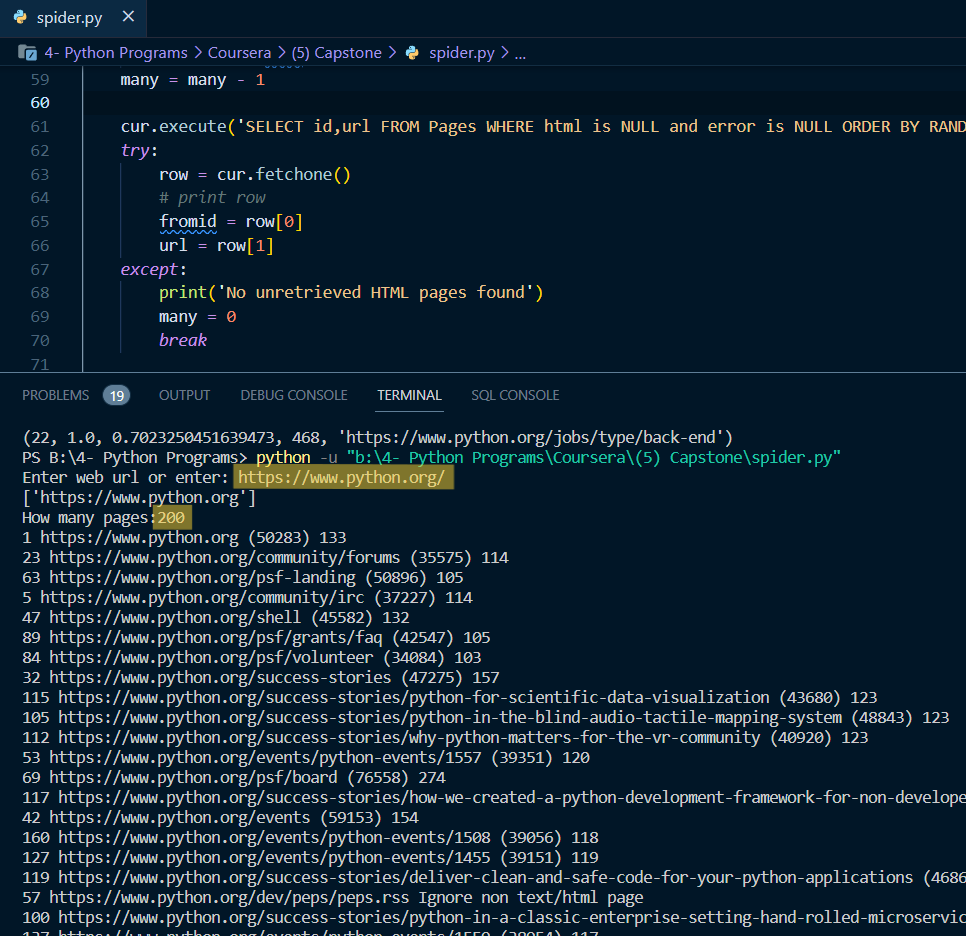 spider.py ×
4- Python Programs > Coursera > (5) Capstone > spider.py > ...
59 many = many - 1
60
61 cur.execute('SELECT id,url FROM Pages WHERE html is NULL and error is NULL ORDER BY RAND
62 try:
63 row = cur.fetchone()
64 # print row
65 fromid = row[0]
66 url = row[1]
67 except:
68 print('No unretrieved HTML pages found')
69 many = 0
70 break
71
PROBLEMS 19 OUTPUT DEBUG CONSOLE TERMINAL SQL CONSOLE
(22, 1.0, 0.7023250451639473, 468, 'https://www.python.org/jobs/type/back-end')
PS B:\4- Python Programs> python -u "b:\4- Python Programs\Coursera\(5) Capstone\spider.py"
Enter web url or enter: https://www.python.org/
['https://www.python.org']
How many pages:200
1 https://www.python.org (50283) 133
23 https://www.python.org/community/forums (35575) 114
63 https://www.python.org/psf-landing (50896) 105
5 https://www.python.org/community/irc (37227) 114
47 https://www.python.org/shell (45582) 132
89 https://www.python.org/psf/grants/faq (42547) 105
84 https://www.python.org/psf/volunteer (34084) 103
32 https://www.python.org/success-stories (47275) 157
115 https://www.python.org/success-stories/python-for-scientific-data-visualization (43680) 123
105 https://www.python.org/success-stories/python-in-the-blind-audio-tactile-mapping-system (48843) 123
112 https://www.python.org/success-stories/why-python-matters-for-the-vr-community (40920) 123
53 https://www.python.org/events/python-events/1557 (39351) 120
69 https://www.python.org/psf/board (76558) 274
117 https://www.python.org/success-stories/how-we-created-a-python-development-framework-for-non-develope
42 https://www.python.org/events (59153) 154
160 https://www.python.org/events/python-events/1508 (39056) 118
127 https://www.python.org/events/python-events/1455 (39151) 119
119 https://www.python.org/success-stories/deliver-clean-and-safe-code-for-your-python-applications (4686
57 https://www.python.org/dev/peps/peps.rss Ignore non text/html page
100 https://www.python.org/success-stories/python-in-a-classic-enterprise-setting-hand-rolled-microservic